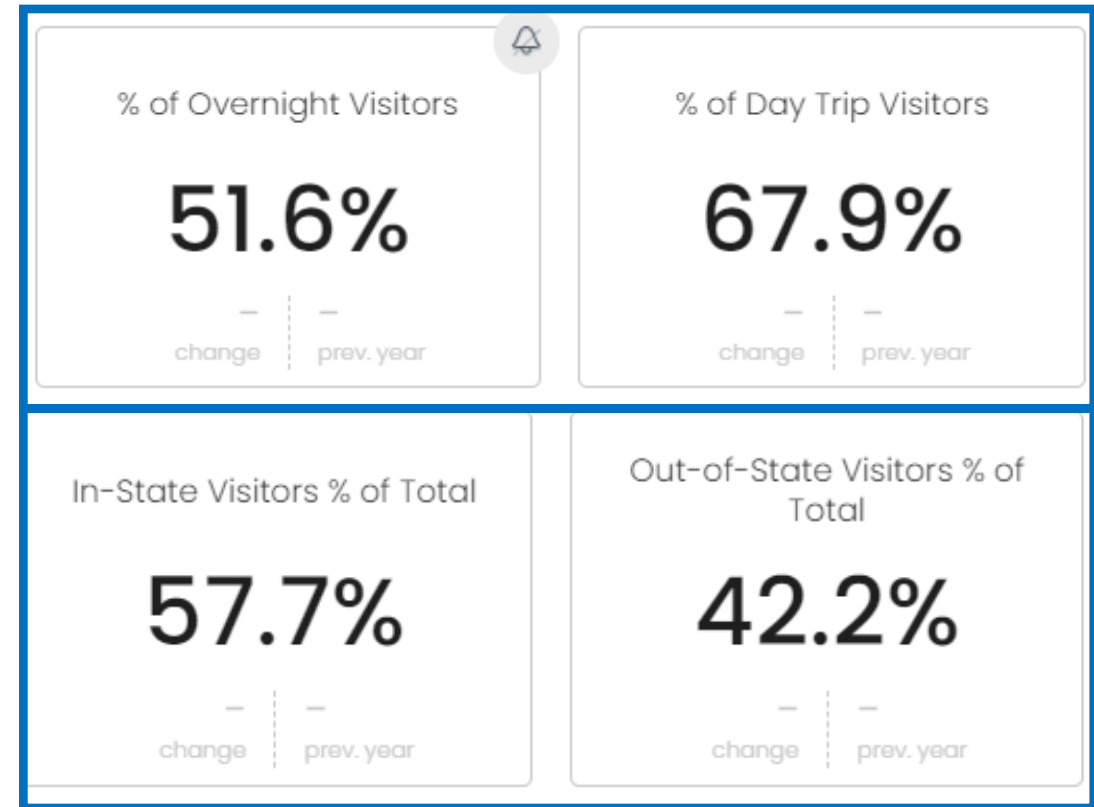 % of Overnight Visitors
% of Day Trip Visitors
51.6%
67.9%
– –
change prev. year
– –
change prev. year
In-State Visitors % of Total
Out-of-State Visitors % of
Total
57.7%
42.2%
– –
change prev. year
– –
change prev. year